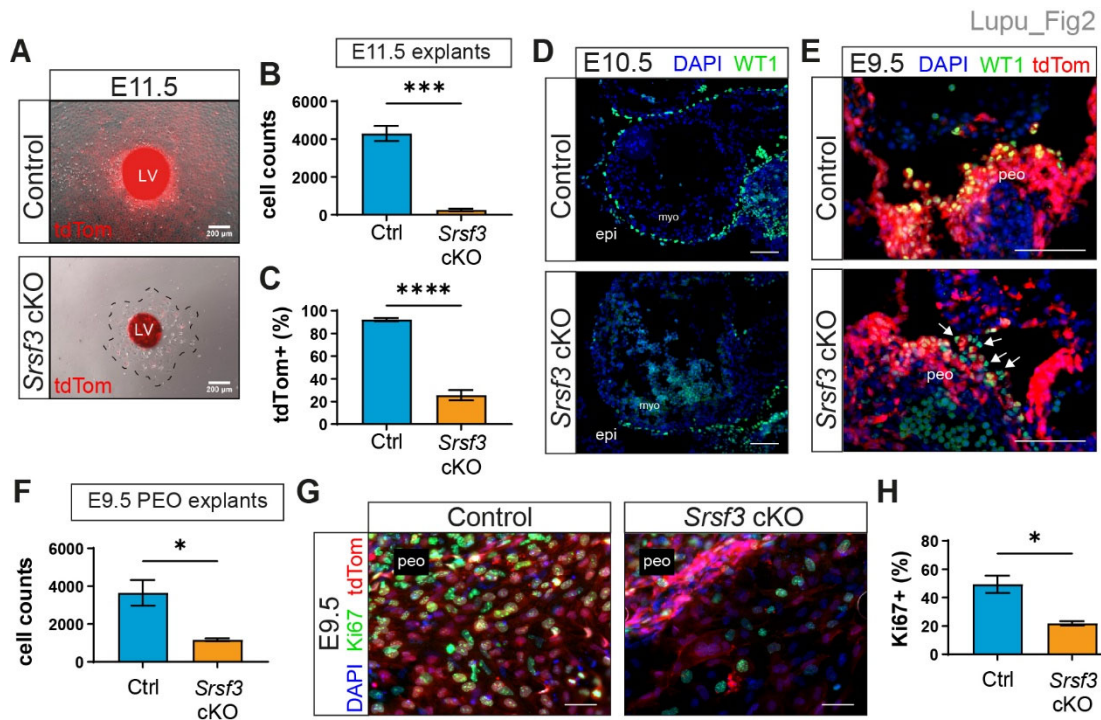 Lupu_Fig2
A
E11.5
Control
LV
tdTom
200 µm
Srsf3 cKO
LV
tdTom
200 µm
B
E11.5 explants
cell counts
6000
4000
2000
0
***
Ctrl
Srsf3
cKO
C
tdTom+ (%)
100
80
60
40
20
0
****
Ctrl
Srsf3
cKO
D
E10.5 DAPI WT1
Control
myo
epi
Srsf3 cKO
myo
epi
E
E9.5 DAPI WT1 tdTom
Control
peo
Srsf3 cKO
peo
F
E9.5 PEO explants
cell counts
6000
4000
2000
0
*
Ctrl
Srsf3
cKO
G
Control
Srsf3 cKO
E9.5
DAPI Ki67 tdTom
peo
peo
H
Ki67+ (%)
80
60
40
20
0
*
Ctrl
Srsf3
cKO